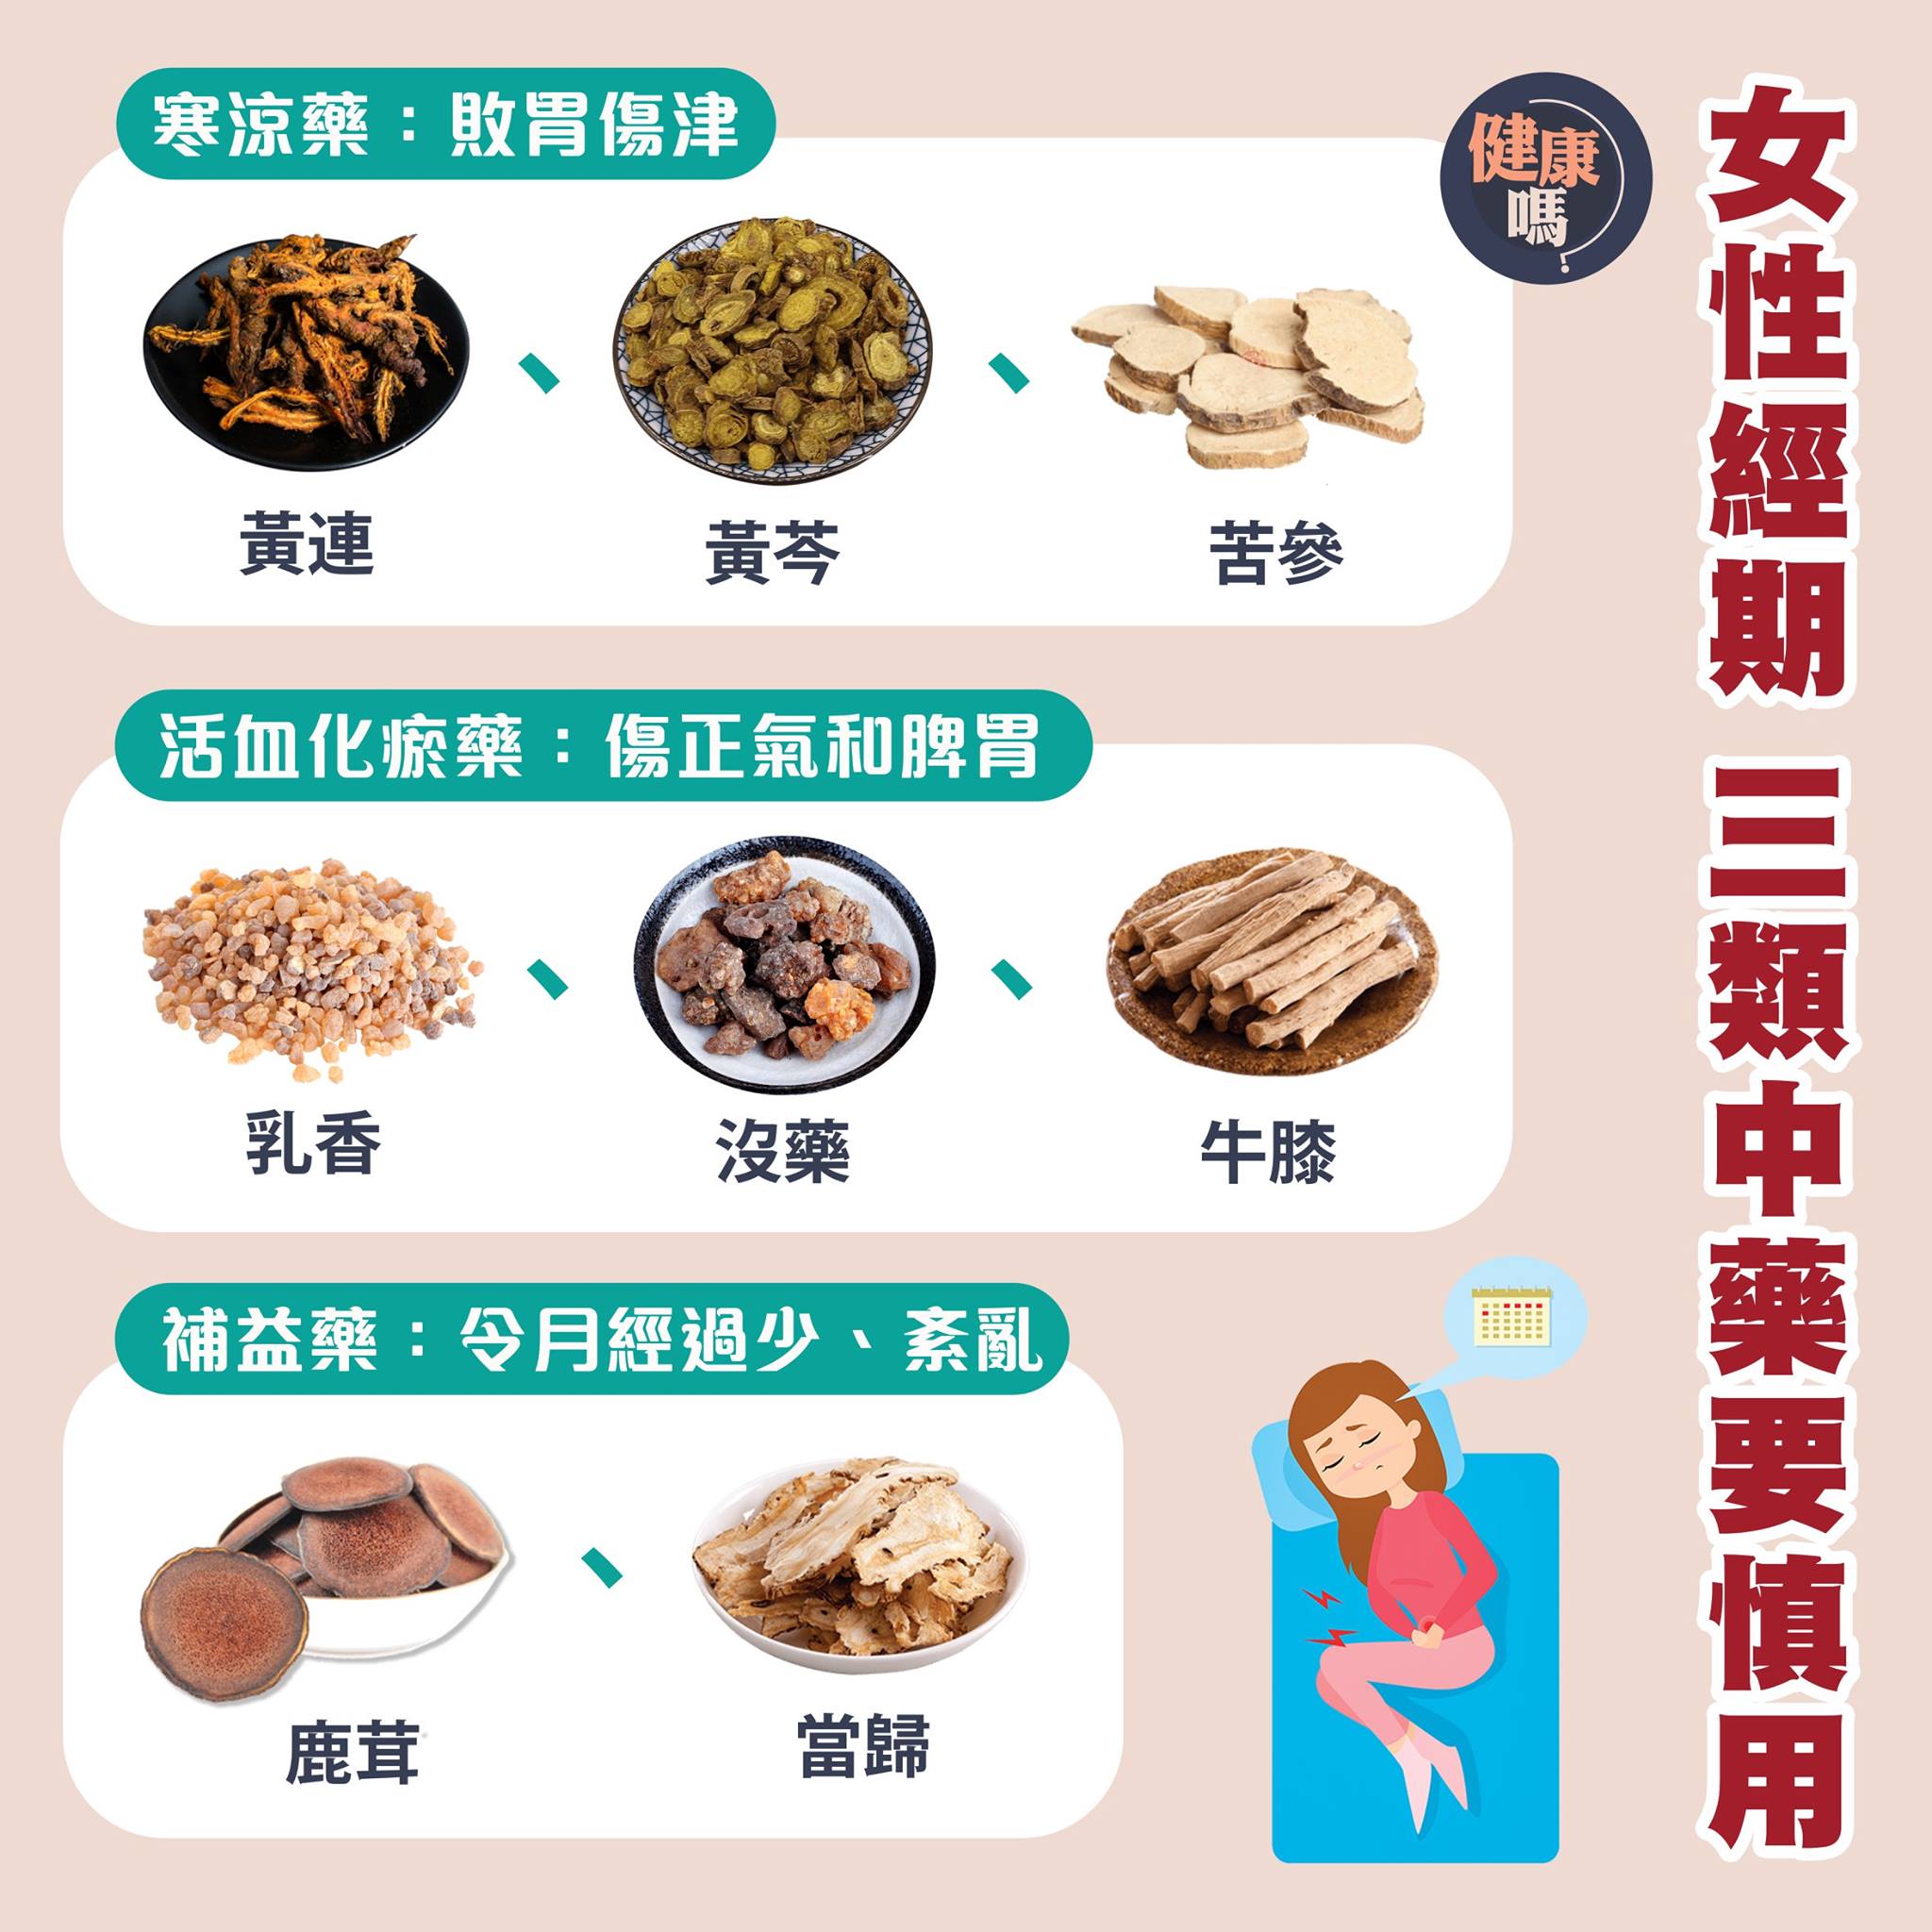 女性經期 三類中藥要慎用
健康
嗎
寒涼藥：敗胃傷津
黃連、黃芩、苦參
活血化瘀藥：傷正氣和脾胃
乳香、沒藥、牛膝
補益藥：令月經過少、紊亂
鹿茸、當歸